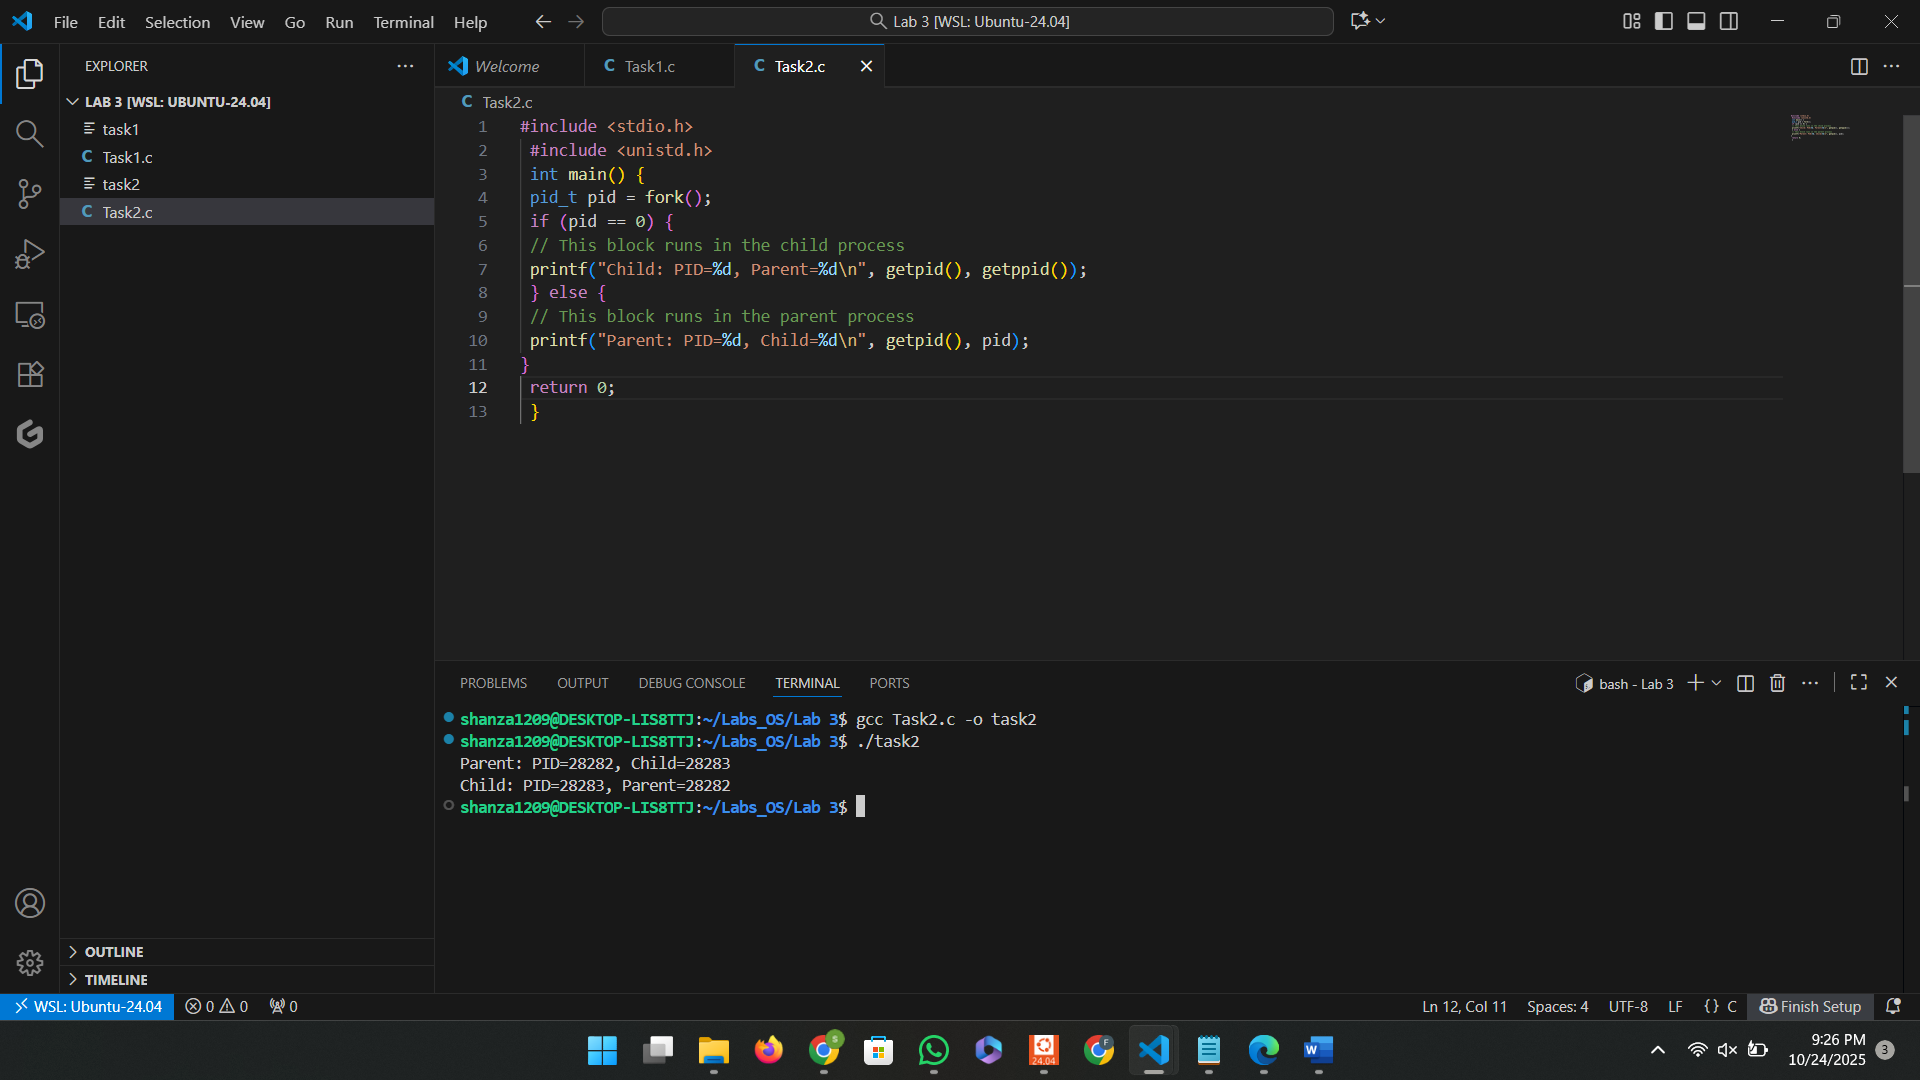 File Edit Selection View Go Run Terminal Help
Lab 3 [WSL: Ubuntu-24.04]
EXPLORER
LAB 3 [WSL: UBUNTU-24.04]
task1
C Task1.c
task2
C Task2.c
OUTLINE
TIMELINE
Welcome
C Task1.c
C Task2.c
C Task2.c
1 #include <stdio.h>
2 #include <unistd.h>
3 int main() {
4 pid_t pid = fork();
5 if (pid == 0) {
6 // This block runs in the child process
7 printf("Child: PID=%d, Parent=%d\n", getpid(), getppid());
8 } else {
9 // This block runs in the parent process
10 printf("Parent: PID=%d, Child=%d\n", getpid(), pid);
11 }
12 return 0;
13 }
PROBLEMS OUTPUT DEBUG CONSOLE TERMINAL PORTS
bash - Lab 3
shanza1209@DESKTOP-LIS8TTJ:~/Labs_OS/Lab 3$ gcc Task2.c -o task2
shanza1209@DESKTOP-LIS8TTJ:~/Labs_OS/Lab 3$ ./task2
Parent: PID=28282, Child=28283
Child: PID=28283, Parent=28282
shanza1209@DESKTOP-LIS8TTJ:~/Labs_OS/Lab 3$
WSL: Ubuntu-24.04 0 0 0
Ln 12, Col 11 Spaces: 4 UTF-8 LF {} C Finish Setup
S
24.04
F
W
9:26 PM
10/24/2025
3